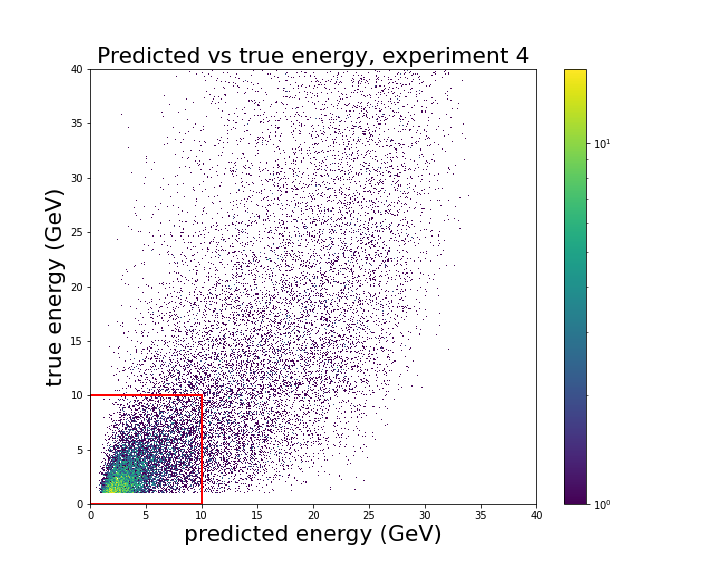 Predicted vs true energy, experiment 4
true energy (GeV)
40
35
30
25
20
15
10
5
0
0 5 10 15 20 25 30 35 40
predicted energy (GeV)
10¹
10⁰